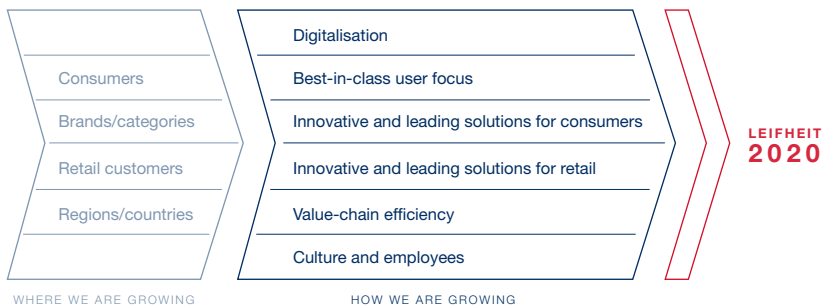 Consumers
Brands/categories
Retail customers
Regions/countries
WHERE WE ARE GROWING
Digitalisation
Best-in-class user focus
Innovative and leading solutions for consumers
Innovative and leading solutions for retail
Value-chain efficiency
Culture and employees
HOW WE ARE GROWING
LEIFHEIT
2020